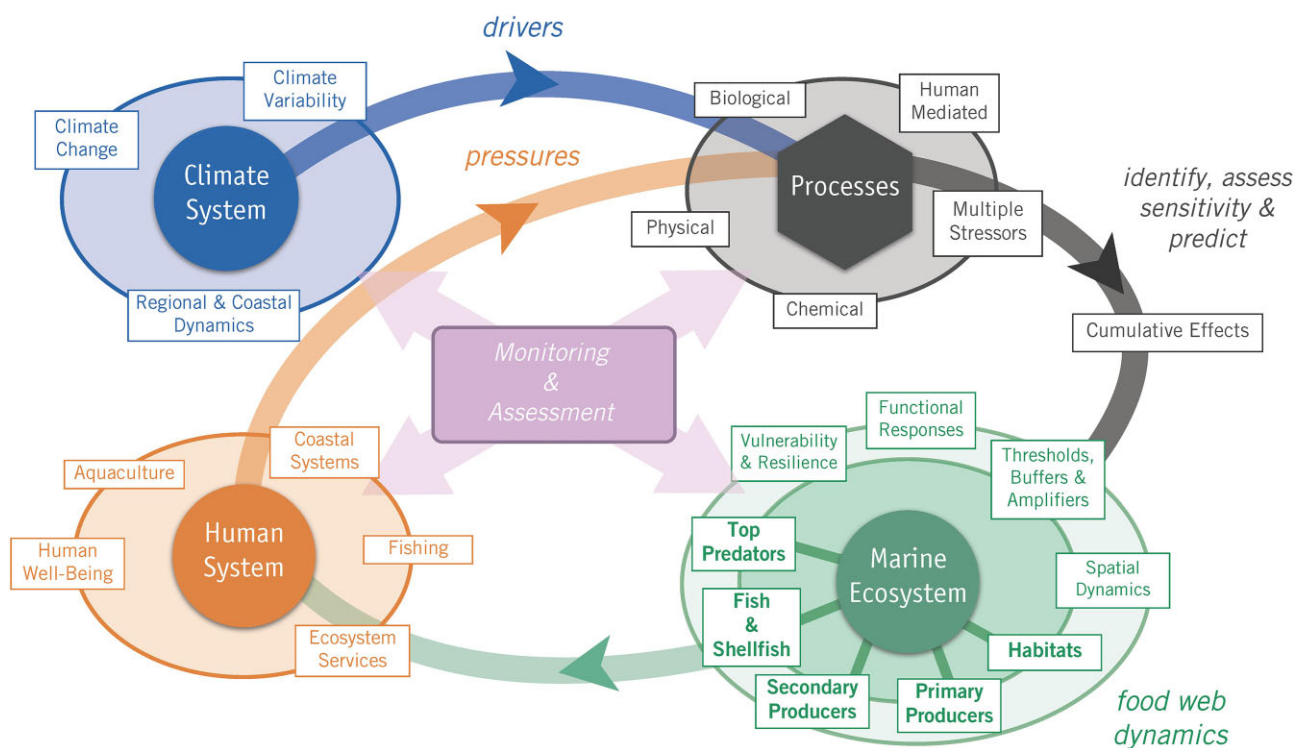 drivers
Climate
Variability
Climate
Change
Climate
System
Regional & Coastal
Dynamics
pressures
Biological
Human
Mediated
Processes
Physical
Multiple
Stressors
Chemical
identify, assess
sensitivity &
predict
Cumulative Effects
Monitoring
&
Assessment
Coastal
Systems
Aquaculture
Human
System
Fishing
Human
Well-Being
Ecosystem
Services
Functional
Responses
Vulnerability
& Resilience
Thresholds,
Buffers &
Amplifiers
Top
Predators
Marine
Ecosystem
Spatial
Dynamics
Fish
&
Shellfish
Habitats
Secondary
Producers
Primary
Producers
food web
dynamics